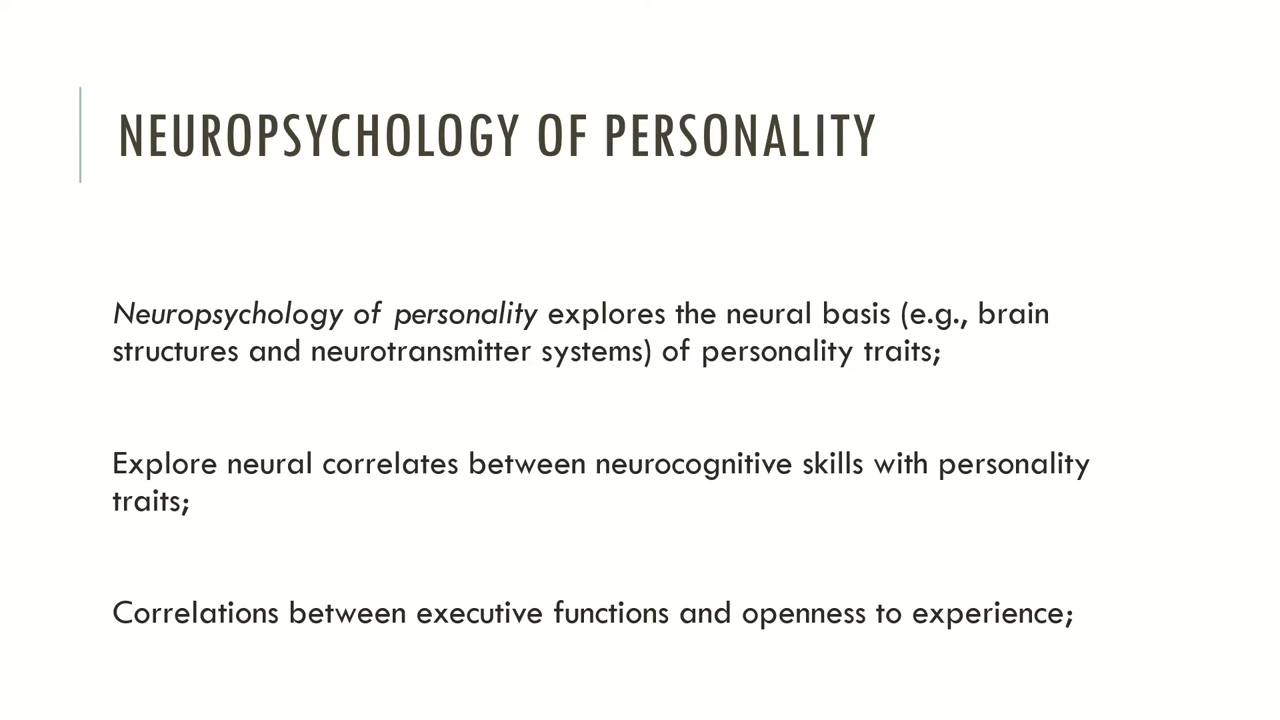 NEUROPSYCHOLOGY OF PERSONALITY
Neuropsychology of personality explores the neural basis (e.g., brain
structures and neurotransmitter systems) of personality traits;
Explore neural correlates between neurocognitive skills with personality
traits;
Correlations between executive functions and openness to experience;